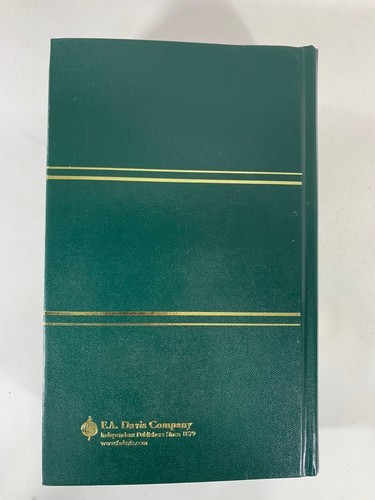 F.A. Davis Company
Independent Publishers Since 1879
www.fadavis.com